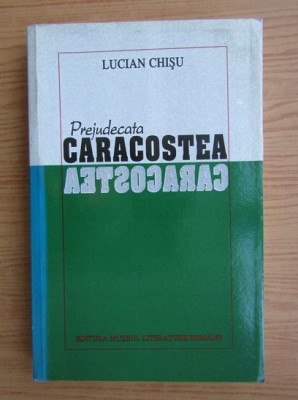 LUCIAN CHIȘU
Prejudecata
CARACOSTEA
CARACOSTEA
EDITURA MUZEUL LITERATURII ROMÂNE